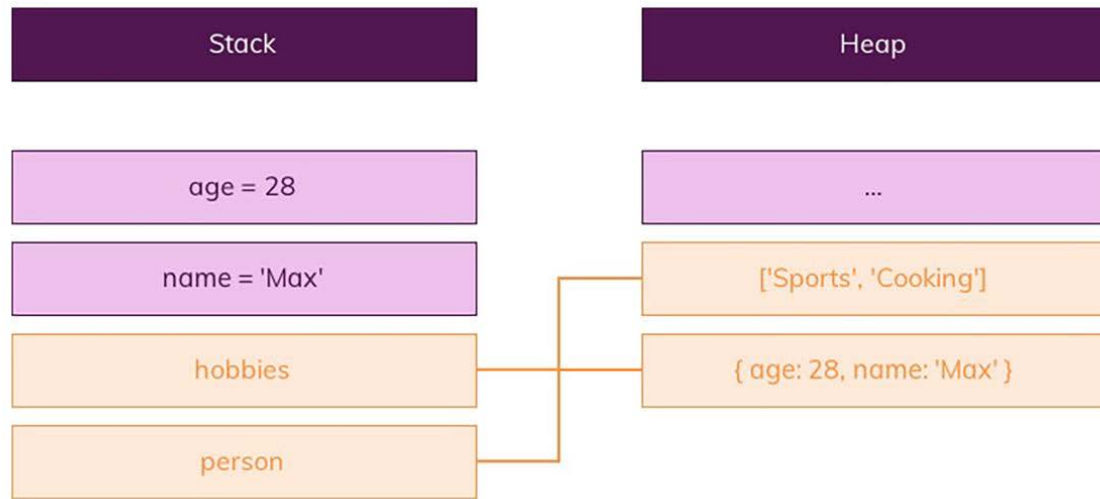 Stack
Heap
age = 28
...
name = 'Max'
['Sports', 'Cooking']
hobbies
{ age: 28, name: 'Max' }
person